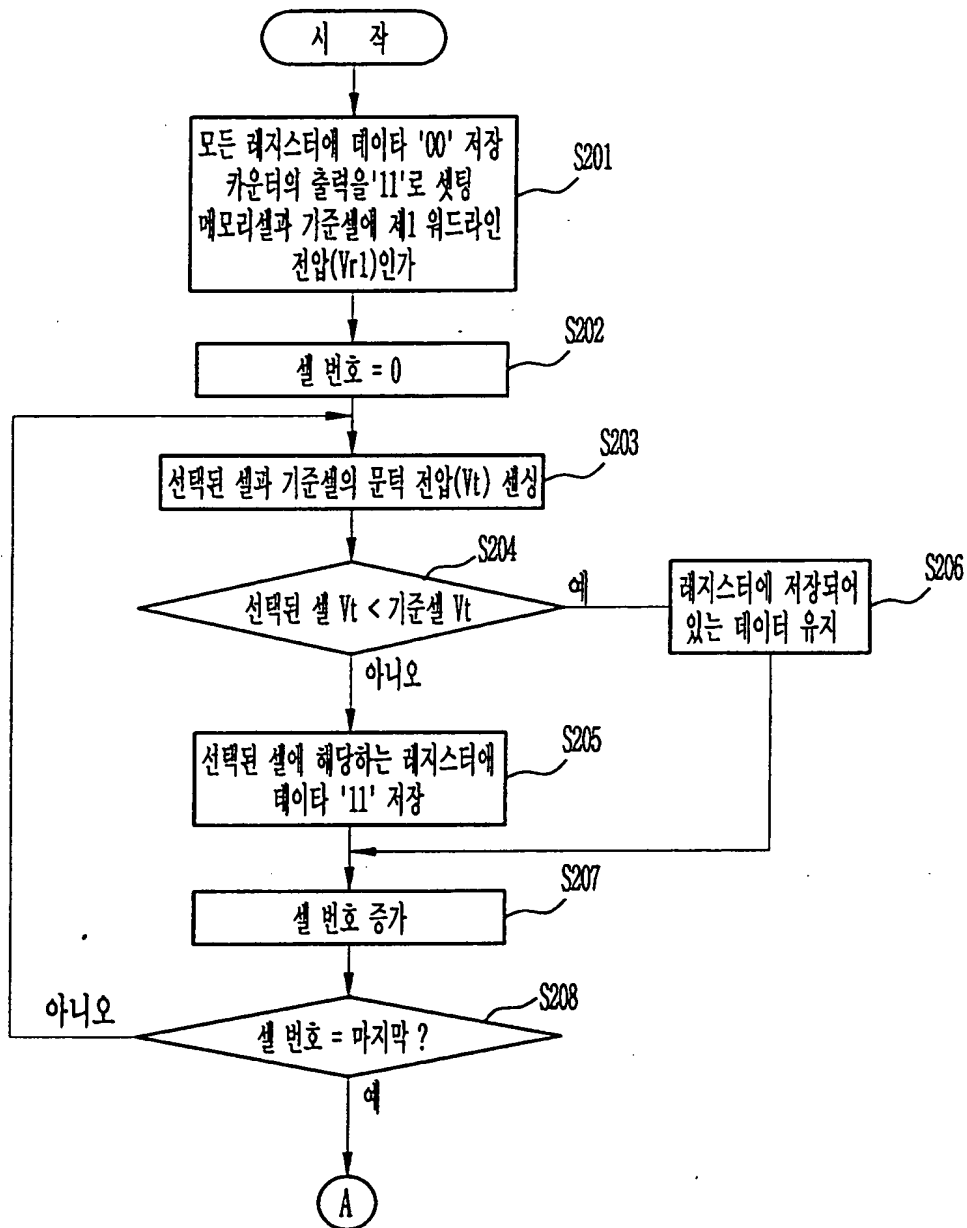 시 작
모든 레지스터에 데이타 '00' 저장
카운터의 출력을'11'로 셋팅
메모리셀과 기준셀에 제1 워드라인
전압(Vr1)인가
S201
셀 번호 = 0
S202
선택된 셀과 기준셀의 문턱 전압(Vt) 센싱
S203
선택된 셀 Vt < 기준셀 Vt
S204
예
레지스터에 저장되어
있는 데이터 유지
S206
아니오
선택된 셀에 해당하는 레지스터에
데이타 '11' 저장
S205
셀 번호 증가
S207
셀 번호 = 마지막 ?
S208
아니오
예
A